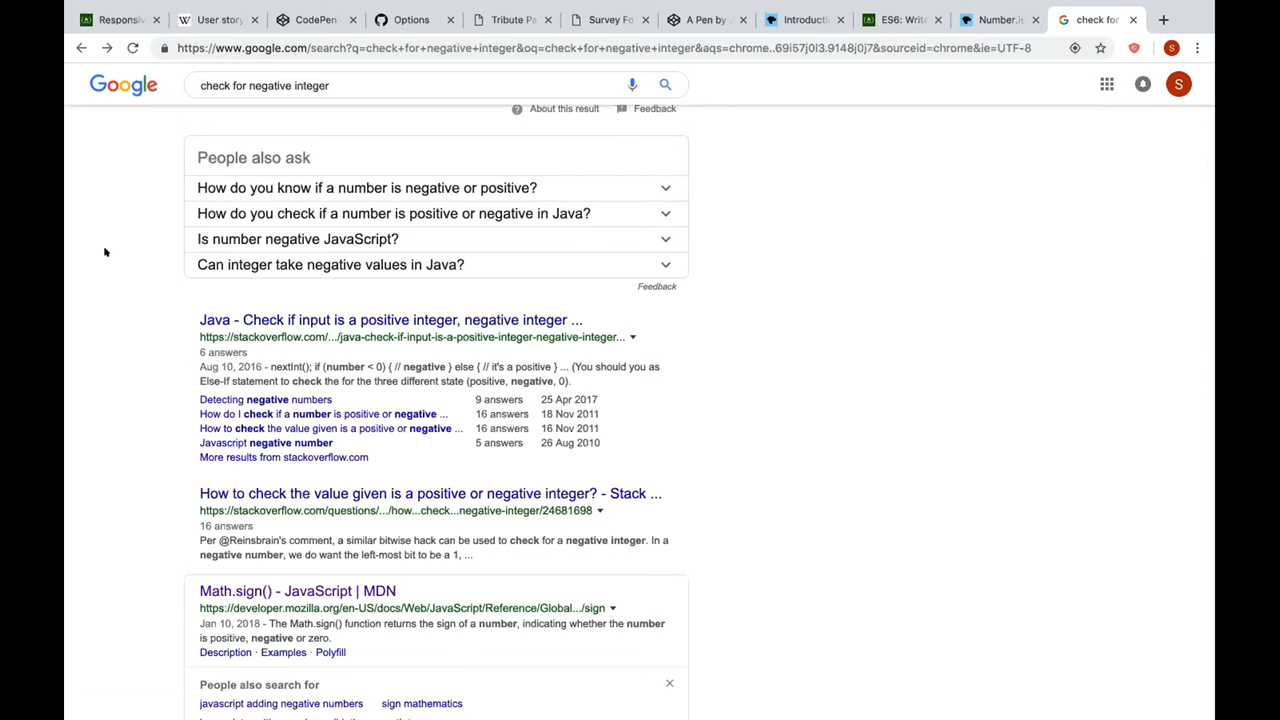 Responsiv
User story
CodePen
Options
Tribute Pa
Survey Fo
A Pen by
Introducti
ES6: Write
Number.is
check for
https://www.google.com/search?q=check+for+negative+integer&oq=check+for+negative+integer&aqs=chrome..69i57j0l3.9148j0j7&sourceid=chrome&ie=UTF-8
S
Google
check for negative integer
S
About this result
Feedback
People also ask
How do you know if a number is negative or positive?
How do you check if a number is positive or negative in Java?
Is number negative JavaScript?
Can integer take negative values in Java?
Feedback
Java - Check if input is a positive integer, negative integer ...
https://stackoverflow.com/.../java-check-if-input-is-a-positive-integer-negative-integer...
6 answers
Aug 10, 2016 - nextInt(); if (number < 0) { // negative } else { // it's a positive } ... (You should you as
Else-If statement to check the for the three different state (positive, negative, 0).
Detecting negative numbers 9 answers 25 Apr 2017
How do I check if a number is positive or negative ... 16 answers 18 Nov 2011
How to check the value given is a positive or negative ... 16 answers 16 Nov 2011
Javascript negative number 5 answers 26 Aug 2010
More results from stackoverflow.com
How to check the value given is a positive or negative integer? - Stack ...
https://stackoverflow.com/questions/.../how...check...negative-integer/24681698
16 answers
Per @Reinsbrain's comment, a similar bitwise hack can be used to check for a negative integer. In a
negative number, we do want the left-most bit to be a 1, ...
Math.sign() - JavaScript | MDN
https://developer.mozilla.org/en-US/docs/Web/JavaScript/Reference/Global.../sign
Jan 10, 2018 - The Math.sign() function returns the sign of a number, indicating whether the number
is positive, negative or zero.
Description · Examples · Polyfill
People also search for
javascript adding negative numbers
sign mathematics